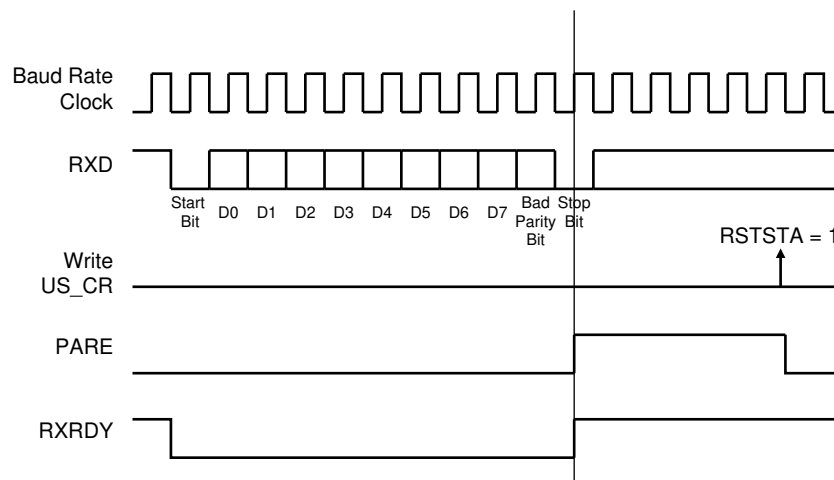 Baud Rate
Clock
RXD
Start
Bit
D0 D1 D2 D3 D4 D5 D6 D7
Bad
Parity
Bit
Stop
Bit
RSTSTA = 1
Write
US_CR
PARE
RXRDY